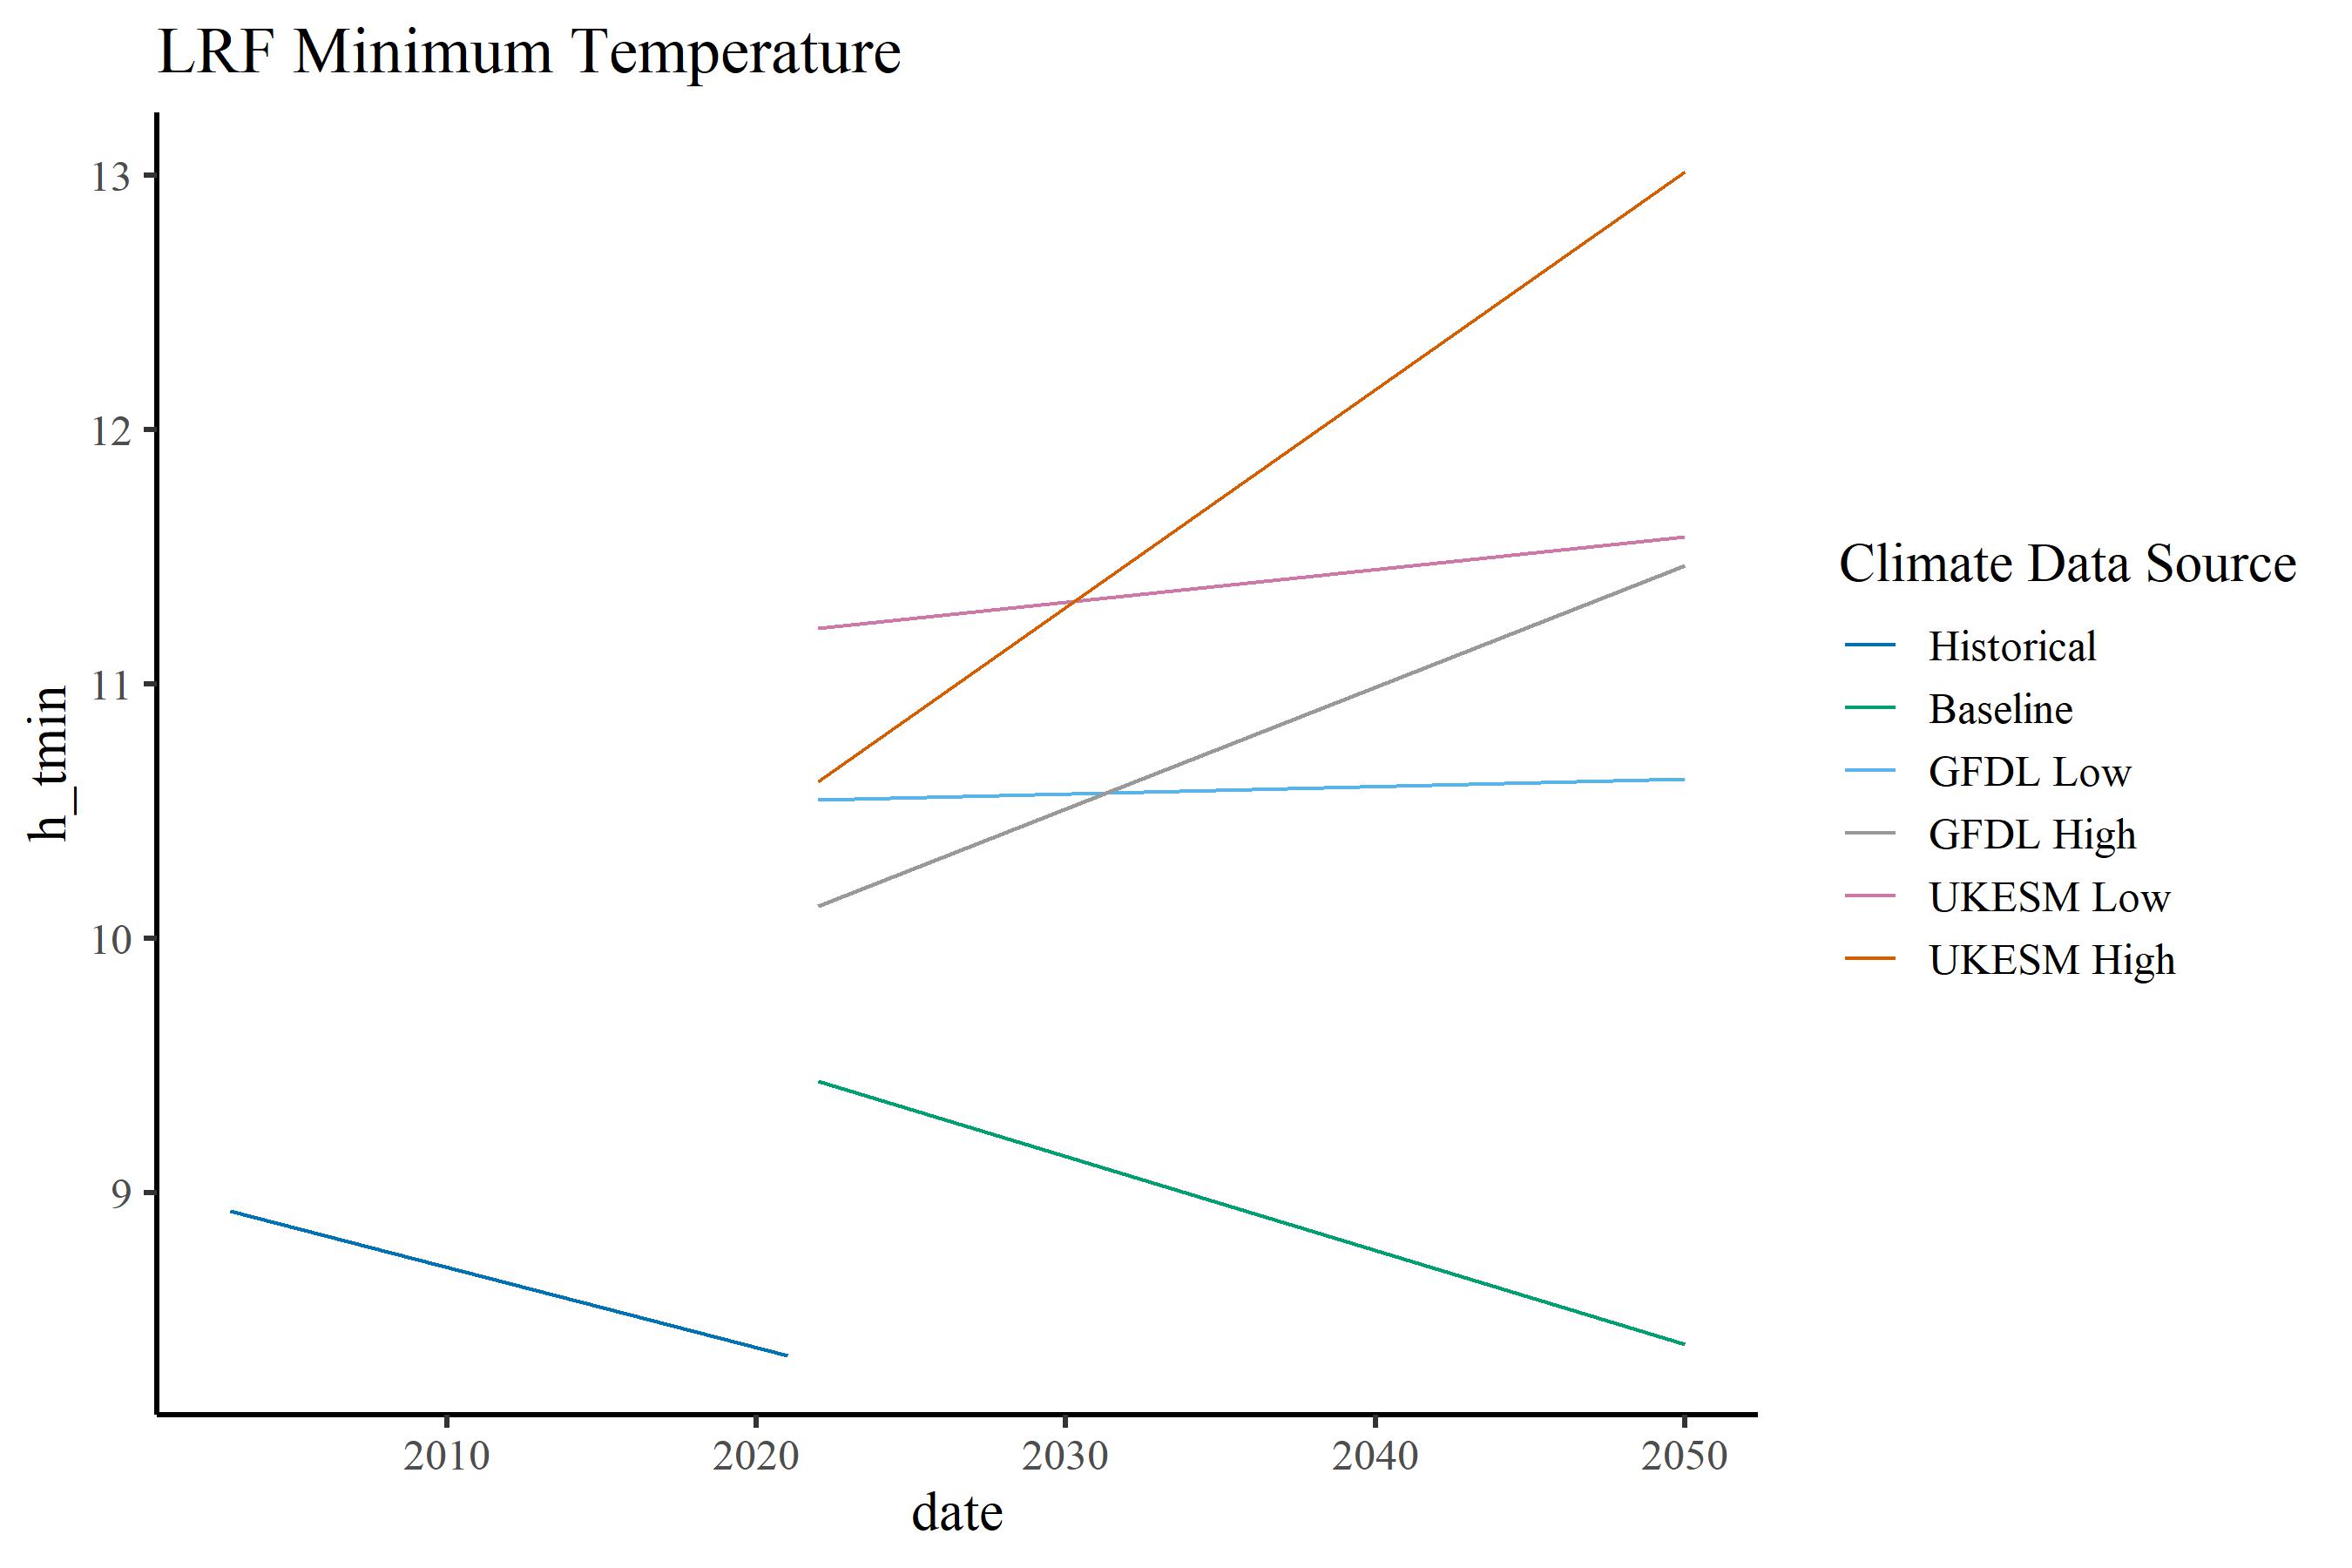 LRF Minimum Temperature
13
12
11
10
9
h_tmin
2010 2020 2030 2040 2050
date
Climate Data Source
Historical
Baseline
GFDL Low
GFDL High
UKESM Low
UKESM High